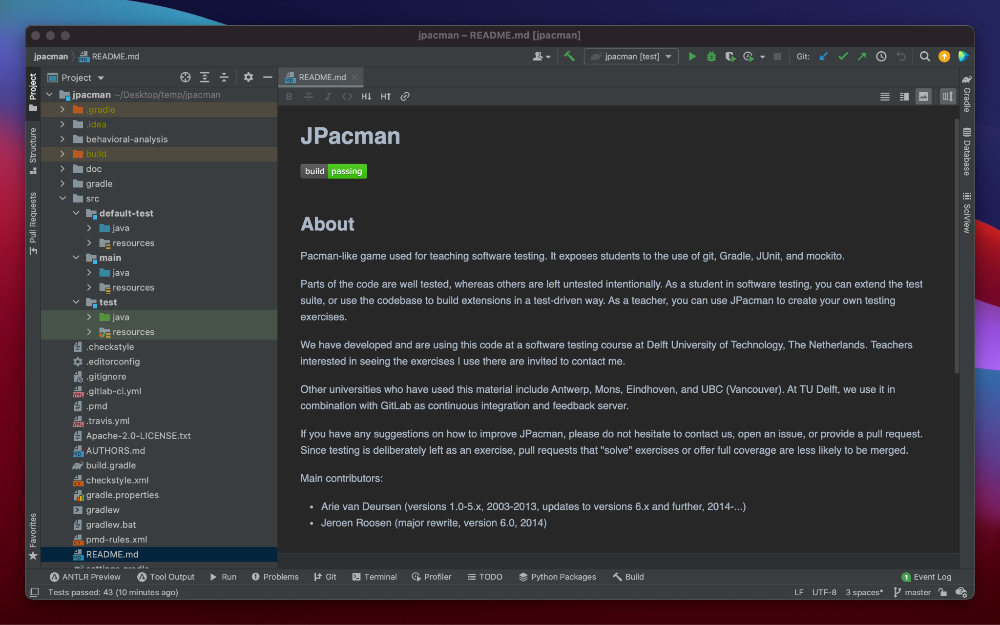 jpacman – README.md [jpacman]
jpacman
README.md
jpacman [test]
Git:
Project
Structure
Pull Requests
Favorites
Project
jpacman ~/Desktop/temp/jpacman
.gradle
.idea
behavioral-analysis
build
doc
gradle
src
default-test
java
resources
main
java
resources
test
java
resources
.checkstyle
.editorconfig
.gitignore
.gitlab-ci.yml
.pmd
.travis.yml
Apache-2.0-LICENSE.txt
AUTHORS.md
build.gradle
checkstyle.xml
gradle.properties
gradlew
gradlew.bat
pmd-rules.xml
README.md
settings.gradle
README.md
B
I
H↓
H↑
JPacman
build passing
About
Pacman-like game used for teaching software testing. It exposes students to the use of git, Gradle, JUnit, and mockito.
Parts of the code are well tested, whereas others are left untested intentionally. As a student in software testing, you can extend the test
suite, or use the codebase to build extensions in a test-driven way. As a teacher, you can use JPacman to create your own testing
exercises.
We have developed and are using this code at a software testing course at Delft University of Technology, The Netherlands. Teachers
interested in seeing the exercises I use there are invited to contact me.
Other universities who have used this material include Antwerp, Mons, Eindhoven, and UBC (Vancouver). At TU Delft, we use it in
combination with GitLab as continuous integration and feedback server.
If you have any suggestions on how to improve JPacman, please do not hesitate to contact us, open an issue, or provide a pull request.
Since testing is deliberately left as an exercise, pull requests that "solve" exercises or offer full coverage are less likely to be merged.
Main contributors:
• Arie van Deursen (versions 1.0-5.x, 2003-2013, updates to versions 6.x and further, 2014-...)
• Jeroen Roosen (major rewrite, version 6.0, 2014)
Gradle
Database
SciView
ANTLR Preview
Tool Output
Run
Problems
Git
Terminal
Profiler
TODO
Python Packages
Build
1 Event Log
Tests passed: 43 (10 minutes ago)
LF
UTF-8
3 spaces*
master